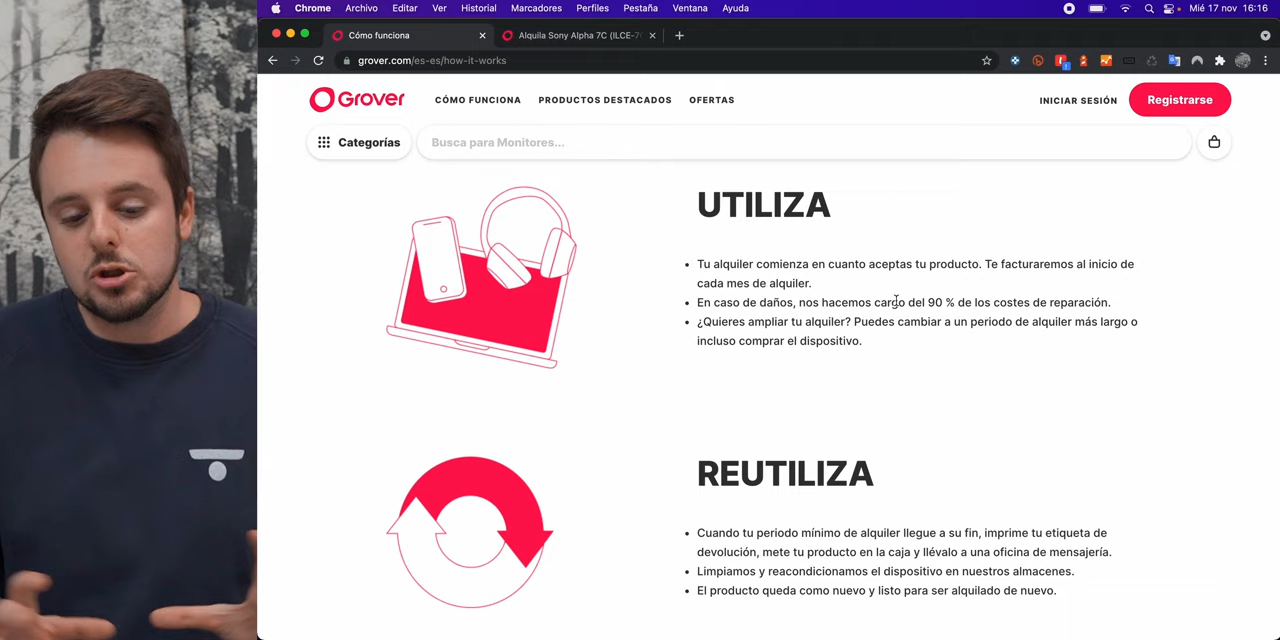 Chrome Archivo Editar Ver Historial Marcadores Perfiles Pestaña Ventana Ayuda Mié 17 nov 16:16
Cómo funciona Alquila Sony Alpha 7C (ILCE-7
grover.com/es-es/how-it-works
Grover CÓMO FUNCIONA PRODUCTOS DESTACADOS OFERTAS INICIAR SESIÓN Registrarse
Categorías Busca para Monitores...
UTILIZA
• Tu alquiler comienza en cuanto aceptas tu producto. Te facturaremos al inicio de
cada mes de alquiler.
• En caso de daños, nos hacemos cargo del 90 % de los costes de reparación.
• ¿Quieres ampliar tu alquiler? Puedes cambiar a un periodo de alquiler más largo o
incluso comprar el dispositivo.
REUTILIZA
• Cuando tu periodo mínimo de alquiler llegue a su fin, imprime tu etiqueta de
devolución, mete tu producto en la caja y llévalo a una oficina de mensajería.
• Limpiamos y reacondicionamos el dispositivo en nuestros almacenes.
• El producto queda como nuevo y listo para ser alquilado de nuevo.